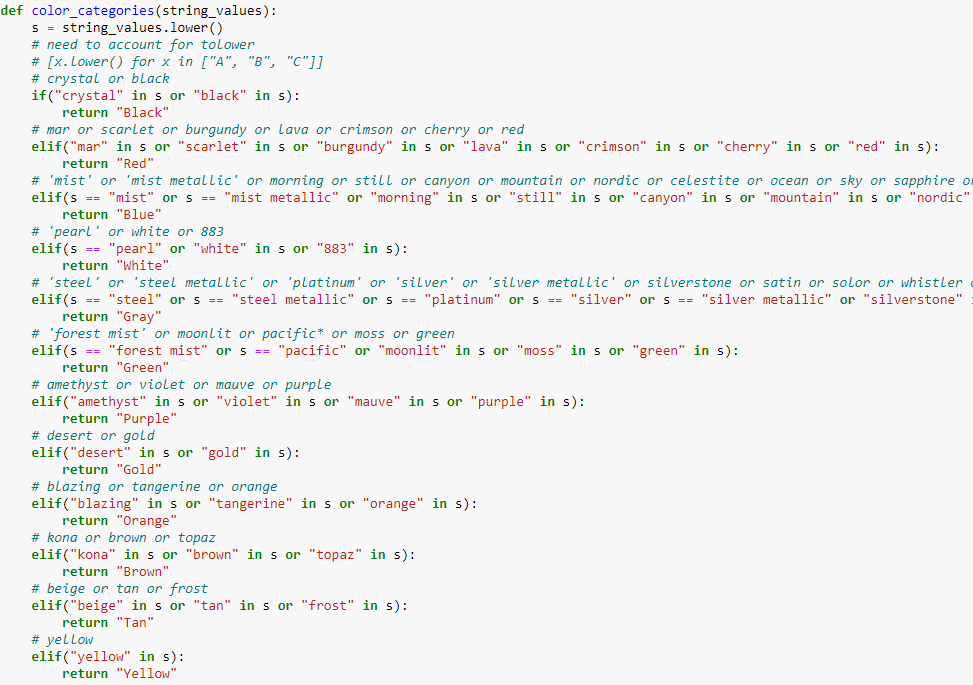 def color_categories(string_values):
    s = string_values.lower()
    # need to account for tolower
    # [x.lower() for x in ["A", "B", "C"]]
    # crystal or black
    if("crystal" in s or "black" in s):
        return "Black"
    # mar or scarlet or burgundy or lava or crimson or cherry or red
    elif("mar" in s or "scarlet" in s or "burgundy" in s or "lava" in s or "crimson" in s or "cherry" in s or "red" in s):
        return "Red"
    # 'mist' or 'mist metallic' or morning or still or canyon or mountain or nordic or celestite or ocean or sky or sapphire or
    elif(s == "mist" or s == "mist metallic" or "morning" in s or "still" in s or "canyon" in s or "mountain" in s or "nordic"
        return "Blue"
    # 'pearl' or white or 883
    elif(s == "pearl" or "white" in s or "883" in s):
        return "White"
    # 'steel' or 'steel metallic' or 'platinum' or 'silver' or 'silver metallic' or silverstone or satin or solor or whistler
    elif(s == "steel" or s == "steel metallic" or s == "platinum" or s == "silver" or s == "silver metallic" or "silverstone"
        return "Gray"
    # 'forest mist' or moonlit or pacific* or moss or green
    elif(s == "forest mist" or s == "pacific" or "moonlit" in s or "moss" in s or "green" in s):
        return "Green"
    # amethyst or violet or mauve or purple
    elif("amethyst" in s or "violet" in s or "mauve" in s or "purple" in s):
        return "Purple"
    # desert or gold
    elif("desert" in s or "gold" in s):
        return "Gold"
    # blazing or tangerine or orange
    elif("blazing" in s or "tangerine" in s or "orange" in s):
        return "Orange"
    # kona or brown or topaz
    elif("kona" in s or "brown" in s or "topaz" in s):
        return "Brown"
    # beige or tan or frost
    elif("beige" in s or "tan" in s or "frost" in s):
        return "Tan"
    # yellow
    elif("yellow" in s):
        return "Yellow"